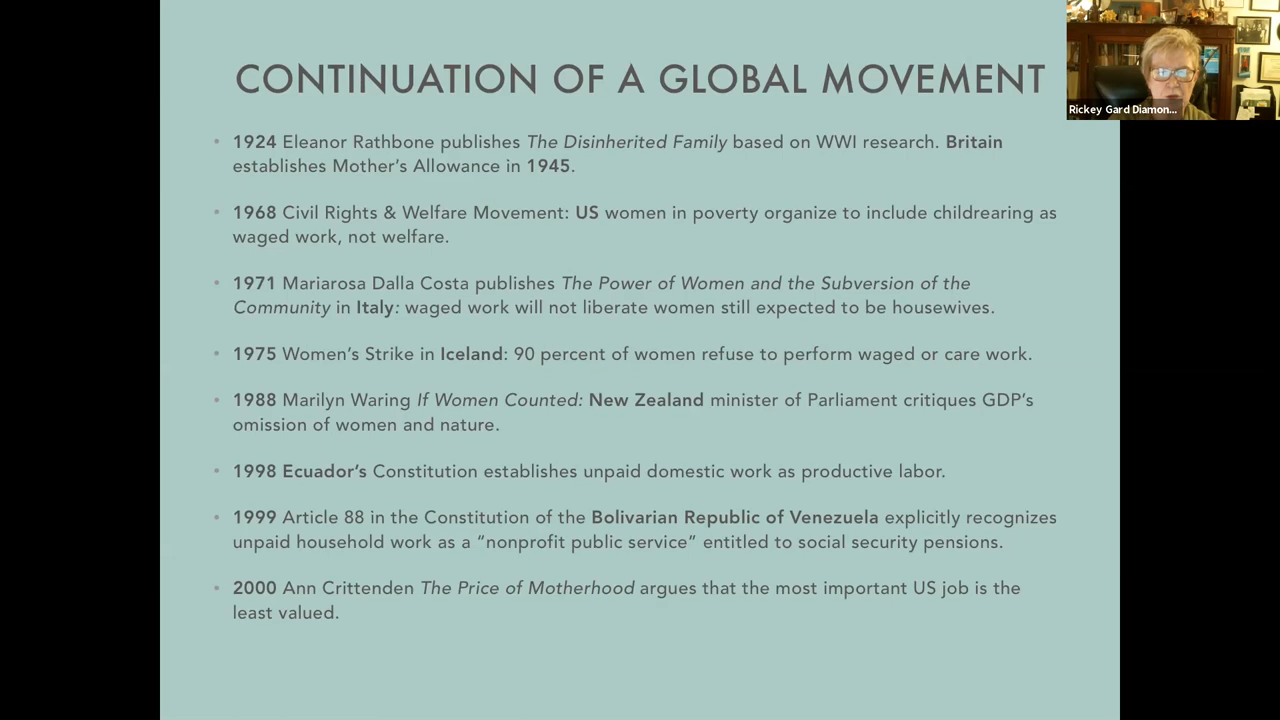 CONTINUATION OF A GLOBAL MOVEMENT
Rickey Gard Diamon...
• 1924 Eleanor Rathbone publishes The Disinherited Family based on WWI research. Britain
establishes Mother’s Allowance in 1945.
• 1968 Civil Rights & Welfare Movement: US women in poverty organize to include childrearing as
waged work, not welfare.
• 1971 Mariarosa Dalla Costa publishes The Power of Women and the Subversion of the
Community in Italy: waged work will not liberate women still expected to be housewives.
• 1975 Women’s Strike in Iceland: 90 percent of women refuse to perform waged or care work.
• 1988 Marilyn Waring If Women Counted: New Zealand minister of Parliament critiques GDP’s
omission of women and nature.
• 1998 Ecuador’s Constitution establishes unpaid domestic work as productive labor.
• 1999 Article 88 in the Constitution of the Bolivarian Republic of Venezuela explicitly recognizes
unpaid household work as a “nonprofit public service” entitled to social security pensions.
• 2000 Ann Crittenden The Price of Motherhood argues that the most important US job is the
least valued.